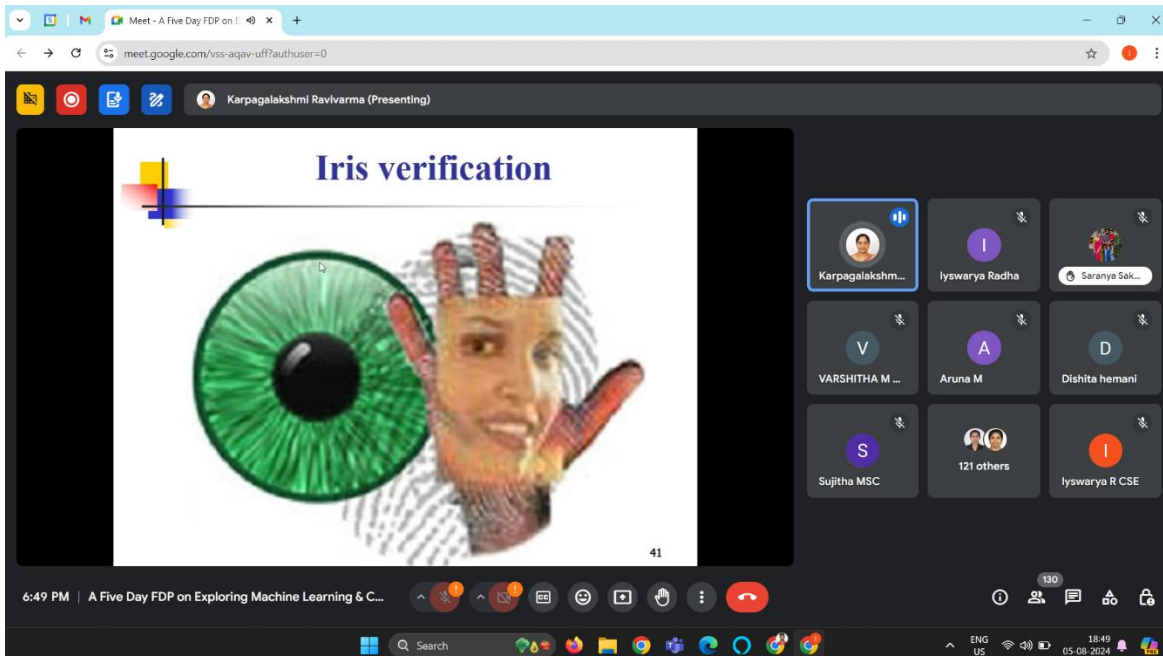 Meet - A Five Day FDP on E
meet.google.com/vss-aqav-uff?authuser=0
Karpagalakshmi Ravivarma (Presenting)
Iris verification
41
Karpagalakshm...
I
Iyswarya Radha
Saranya Sak...
V
VARSHITHA M ...
A
Aruna M
D
Dishita hemani
S
Sujitha MSC
121 others
I
Iyswarya R CSE
6:49 PM | A Five Day FDP on Exploring Machine Learning & C...
130
Search
ENG
US
18:49
05-08-2024